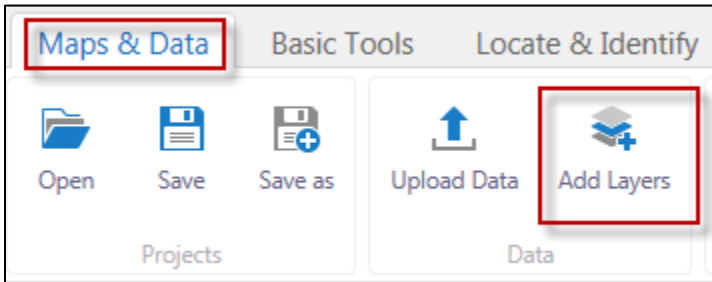 Maps & Data Basic Tools Locate & Identify
Open Save Save as Upload Data Add Layers
Projects Data